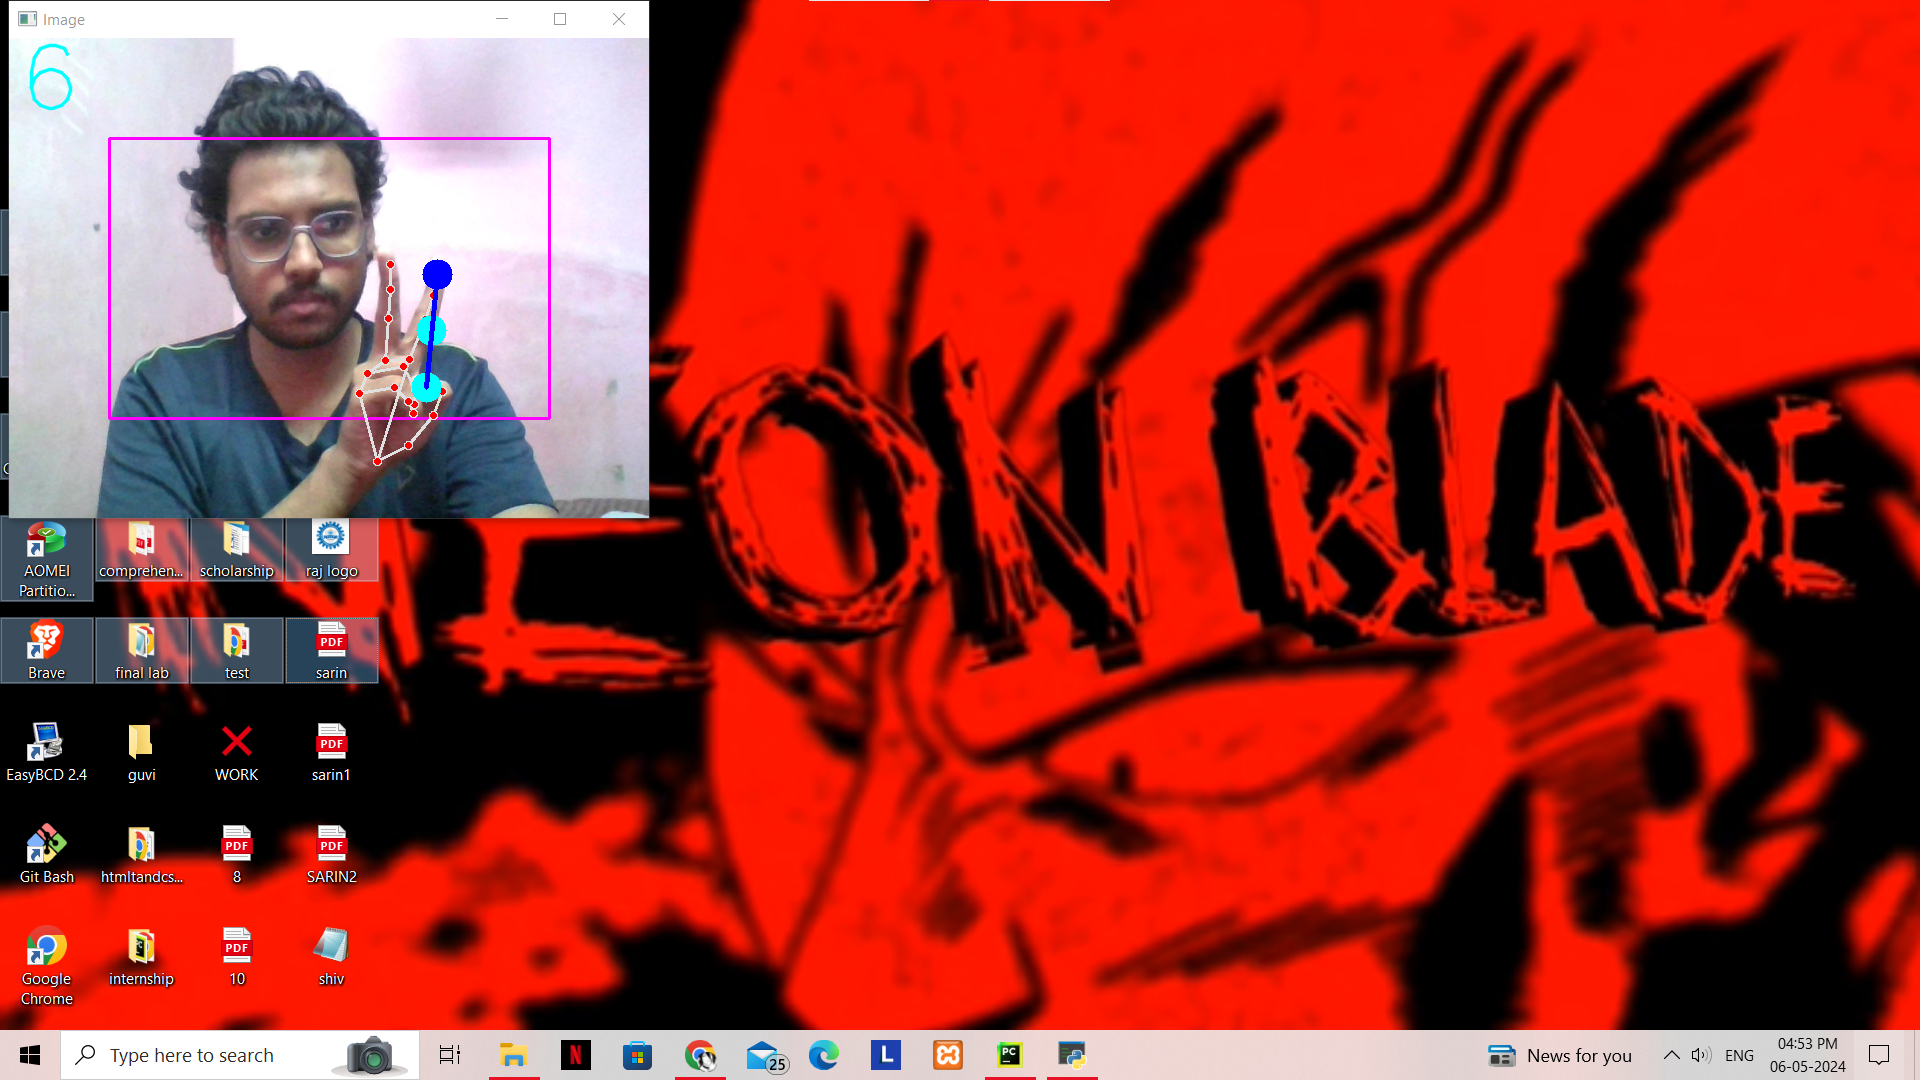 Image
6
ON BLADE
AOMEI
Partitio...
comprehen...
scholarship
raj logo
Brave
final lab
test
PDF
sarin
EasyBCD 2.4
guvi
WORK
PDF
sarin1
Git Bash
htmltandcs...
PDF
8
PDF
SARIN2
Google
Chrome
internship
PDF
10
shiv
Type here to search
N
25
L
PC
News for you
ENG
04:53 PM
06-05-2024